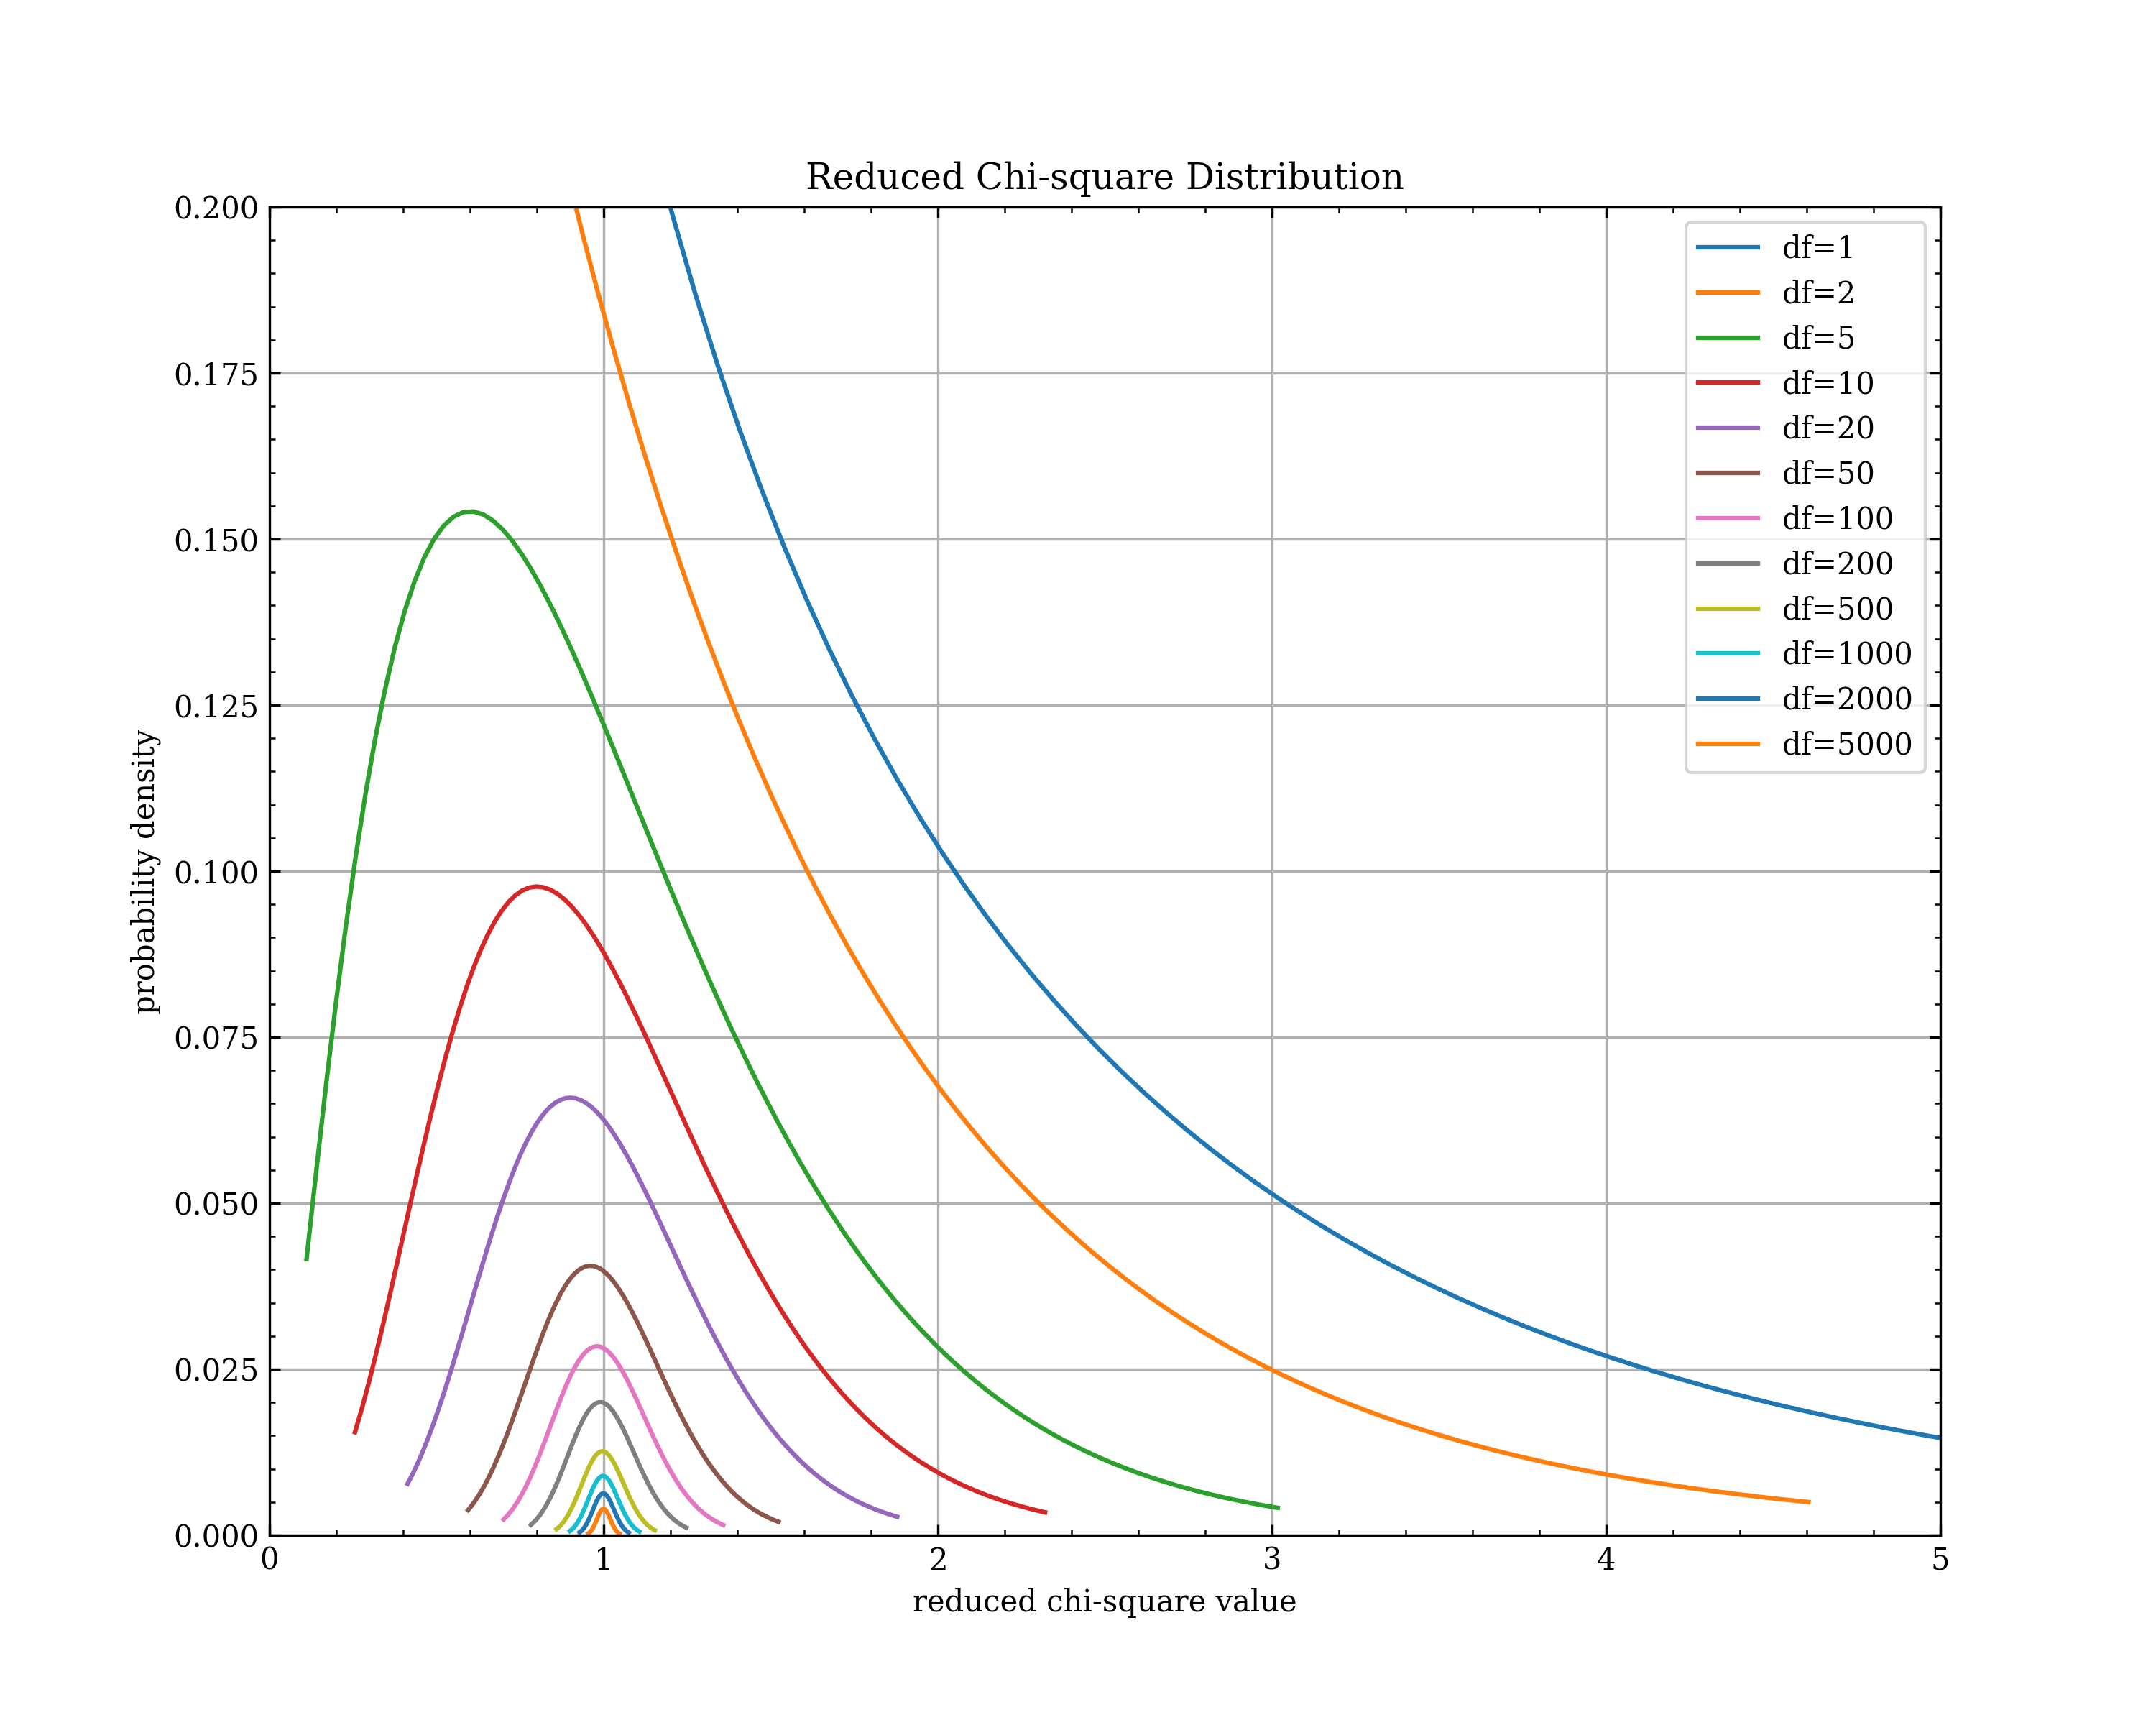 Reduced Chi-square Distribution
0.200
0.175
0.150
0.125
0.100
0.075
0.050
0.025
0.000
probability density
0 1 2 3 4 5
reduced chi-square value
df=1
df=2
df=5
df=10
df=20
df=50
df=100
df=200
df=500
df=1000
df=2000
df=5000